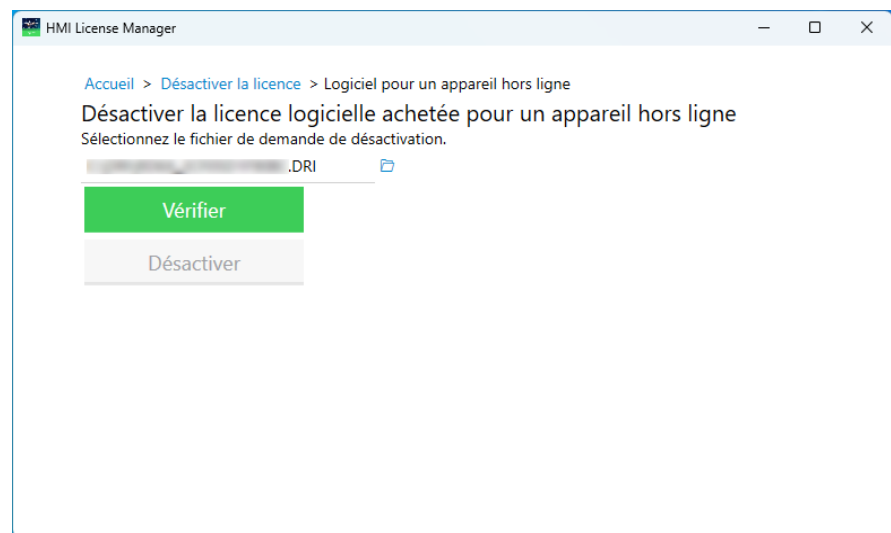 HMI License Manager
Accueil > Désactiver la licence > Logiciel pour un appareil hors ligne
Désactiver la licence logicielle achetée pour un appareil hors ligne
Sélectionnez le fichier de demande de désactivation.
.DRI
Vérifier
Désactiver